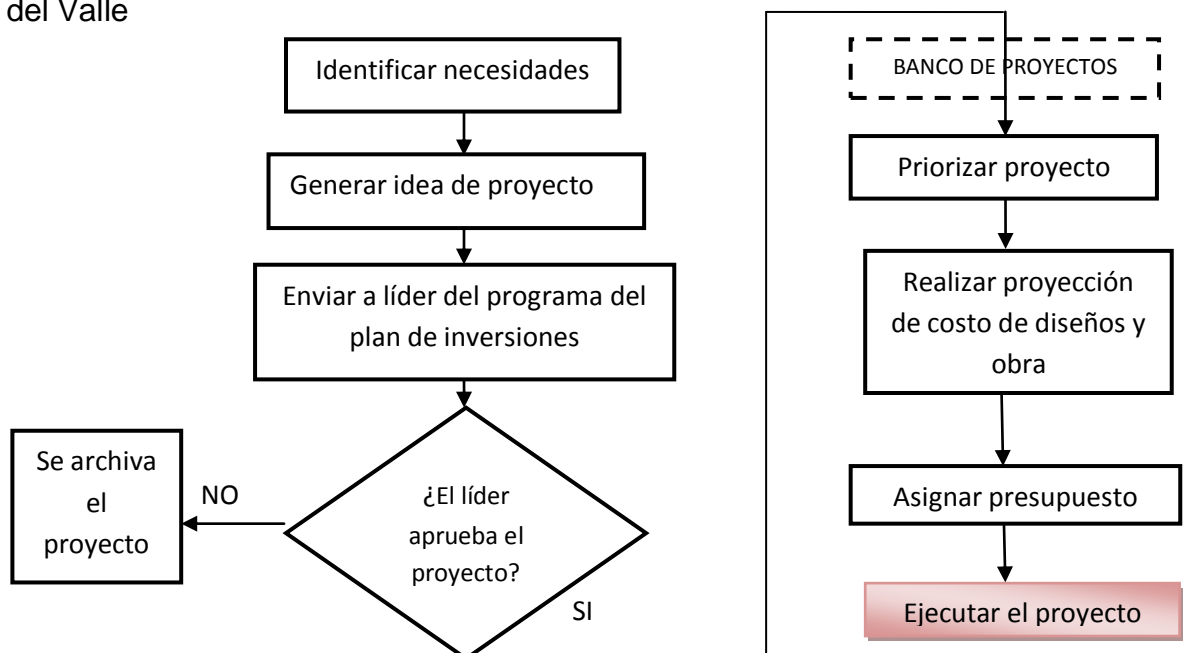 del Valle
Identificar necesidades
Generar idea de proyecto
Enviar a líder del programa del
plan de inversiones
¿El líder
aprueba el
proyecto?
NO
Se archiva
el
proyecto
SI
BANCO DE PROYECTOS
Priorizar proyecto
Realizar proyección
de costo de diseños y
obra
Asignar presupuesto
Ejecutar el proyecto